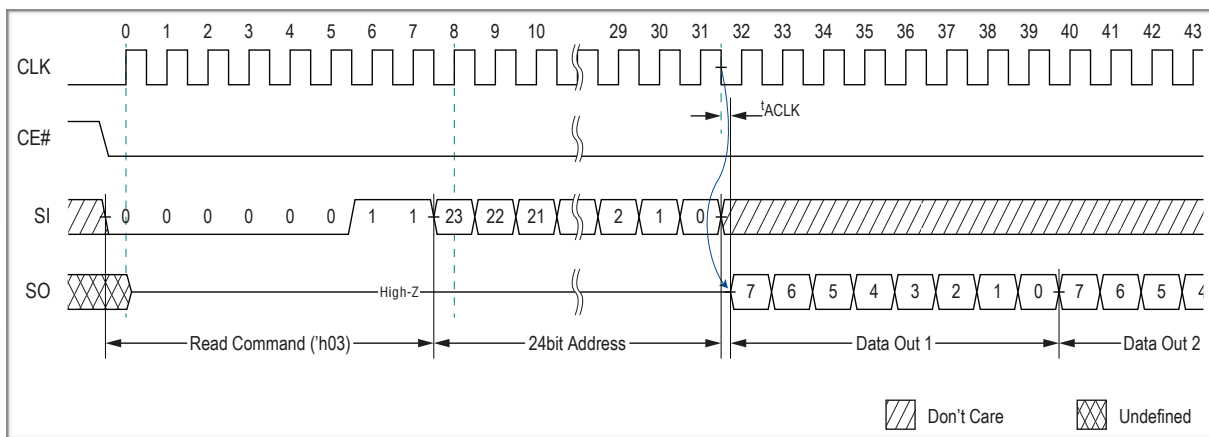 0 1 2 3 4 5 6 7 8 9 10 29 30 31 32 33 34 35 36 37 38 39 40 41 42 43
CLK
tACLK
CE#
SI 0 0 0 0 0 0 1 1 23 22 21 2 1 0
SO High-Z 7 6 5 4 3 2 1 0 7 6 5 4
Read Command ('h03) 24bit Address Data Out 1 Data Out 2
Don't Care Undefined